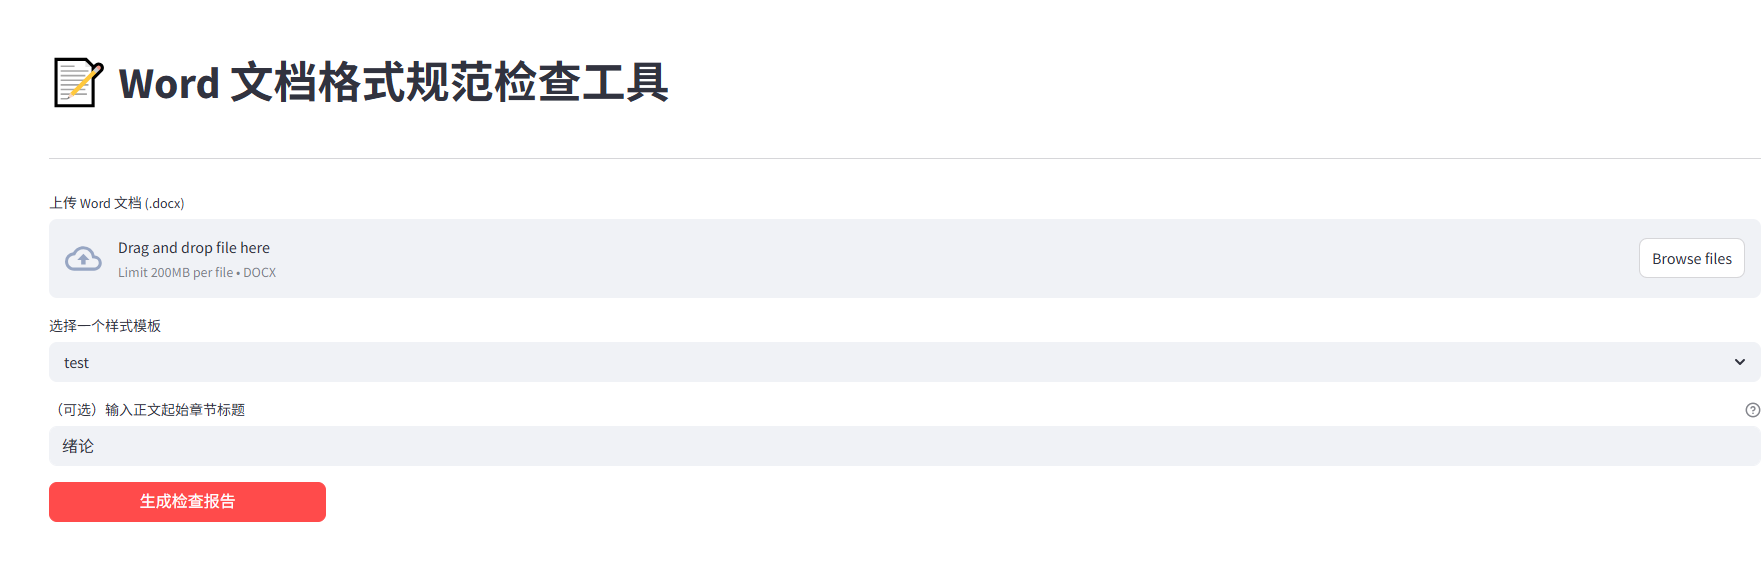 Word 文档格式规范检查工具
上传 Word 文档 (.docx)
Drag and drop file here
Limit 200MB per file • DOCX
Browse files
选择一个样式模板
test
（可选）输入正文起始章节标题
绪论
生成检查报告